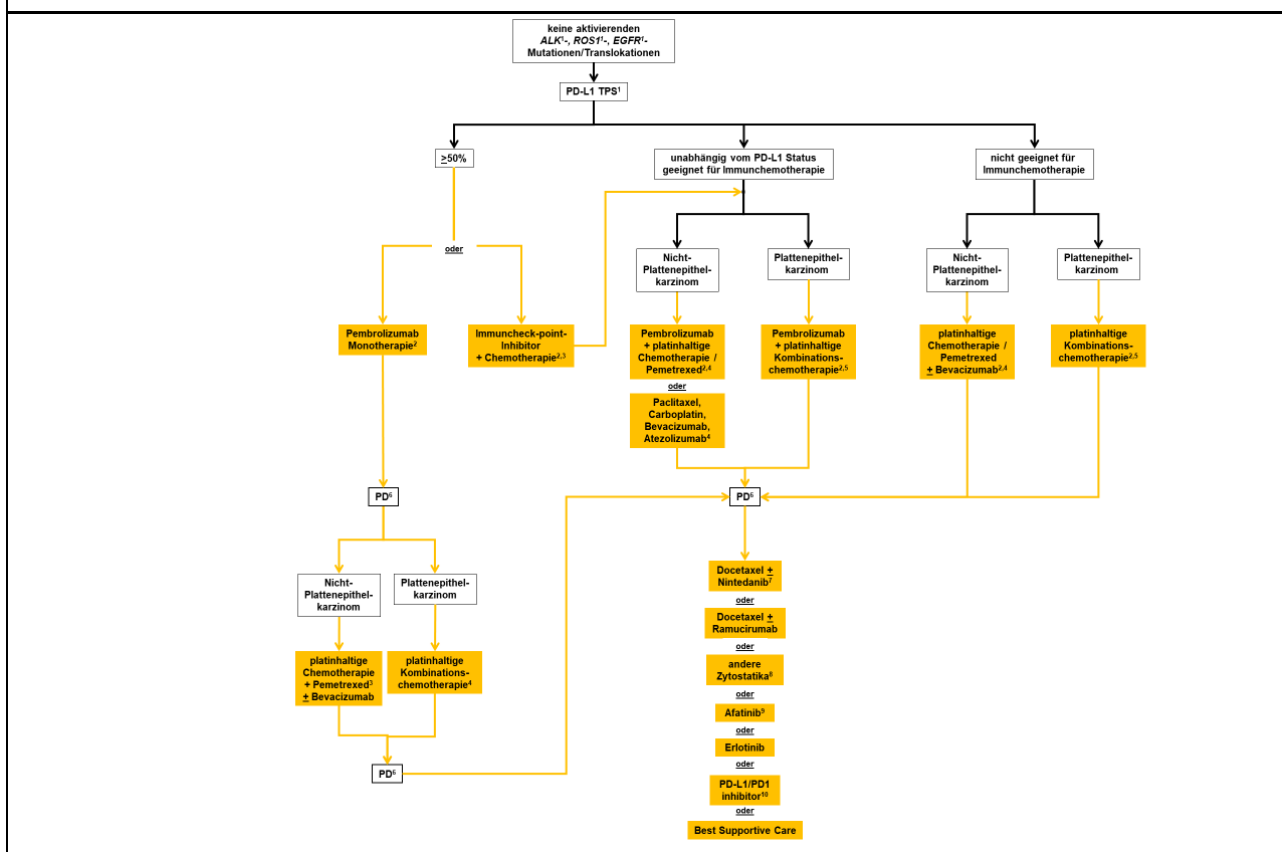 keine aktivierenden
ALK¹-, ROS1¹-, EGFR¹-
Mutationen/Translokationen
PD-L1 TPS¹
≥50%
unabhängig vom PD-L1 Status
geeignet für Immunchemotherapie
nicht geeignet für
Immunchemotherapie
oder
Nicht-
Plattenepithel-
karzinom
Plattenepithel-
karzinom
Nicht-
Plattenepithel-
karzinom
Plattenepithel-
karzinom
Pembrolizumab
Monotherapie²
Immuncheck-point-
Inhibitor
+ Chemotherapie²,³
Pembrolizumab
+ platinhaltige
Chemotherapie /
Pemetrexed²,⁴
oder
Paclitaxel,
Carboplatin,
Bevacizumab,
Atezolizumab⁴
Pembrolizumab
+ platinhaltige
Kombinations-
chemotherapie²,⁵
platinhaltige
Chemotherapie /
Pemetrexed
± Bevacizumab²,⁴
platinhaltige
Kombinations-
chemotherapie²,⁵
PD⁶
PD⁶
Nicht-
Plattenepithel-
karzinom
Plattenepithel-
karzinom
platinhaltige
Chemotherapie
+ Pemetrexed³
± Bevacizumab
platinhaltige
Kombinations-
chemotherapie⁴
PD⁶
Docetaxel ±
Nintedanib⁷
oder
Docetaxel ±
Ramucirumab
oder
andere
Zytostatika⁸
oder
Afatinib⁹
oder
Erlotinib
oder
PD-L1/PD1
inhibitor¹⁰
oder
Best Supportive Care